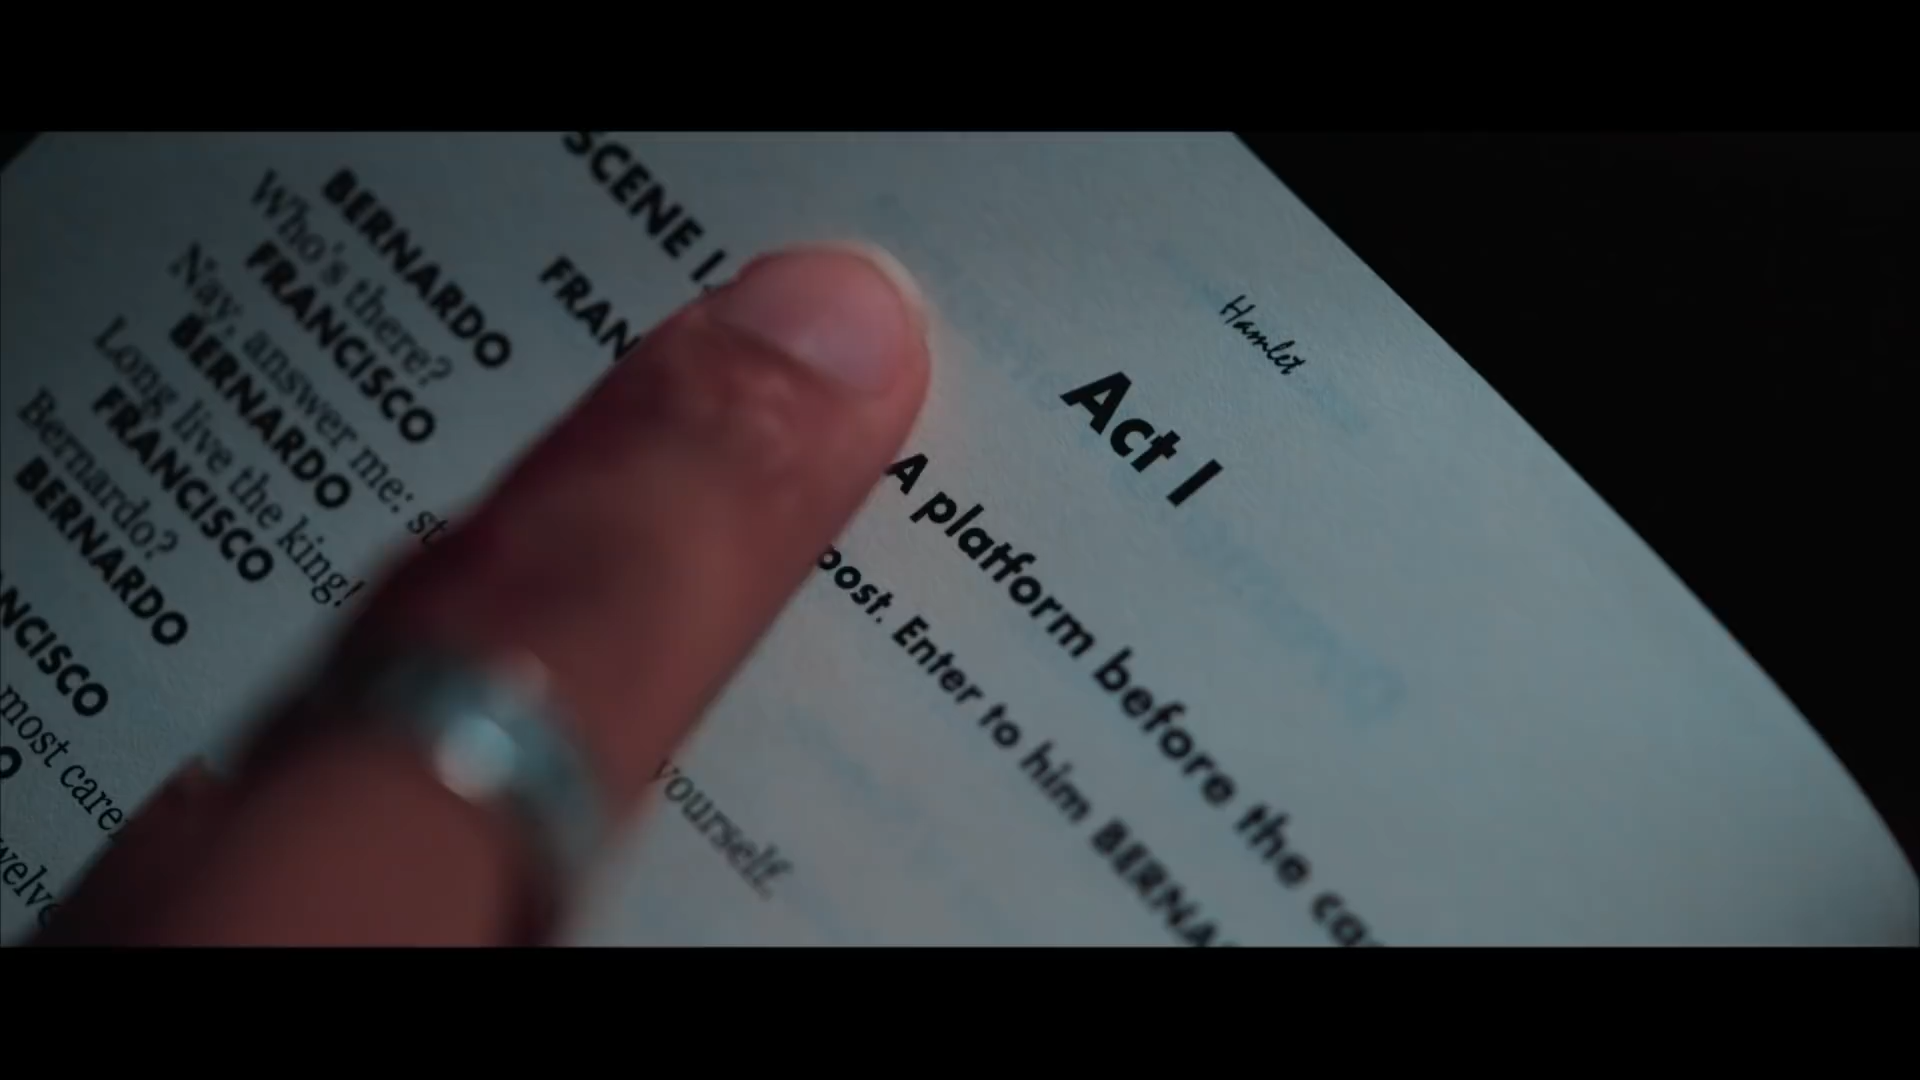 Hamlet
Act I
SCENE I. A platform before the
FRAN post. Enter to him BERNA
BERNARDO
Who's there?
FRANCISCO
Nay, answer me: st yourself.
BERNARDO
Long live the king!
FRANCISCO
Bernardo?
BERNARDO
NCISCO
most care
O
welve